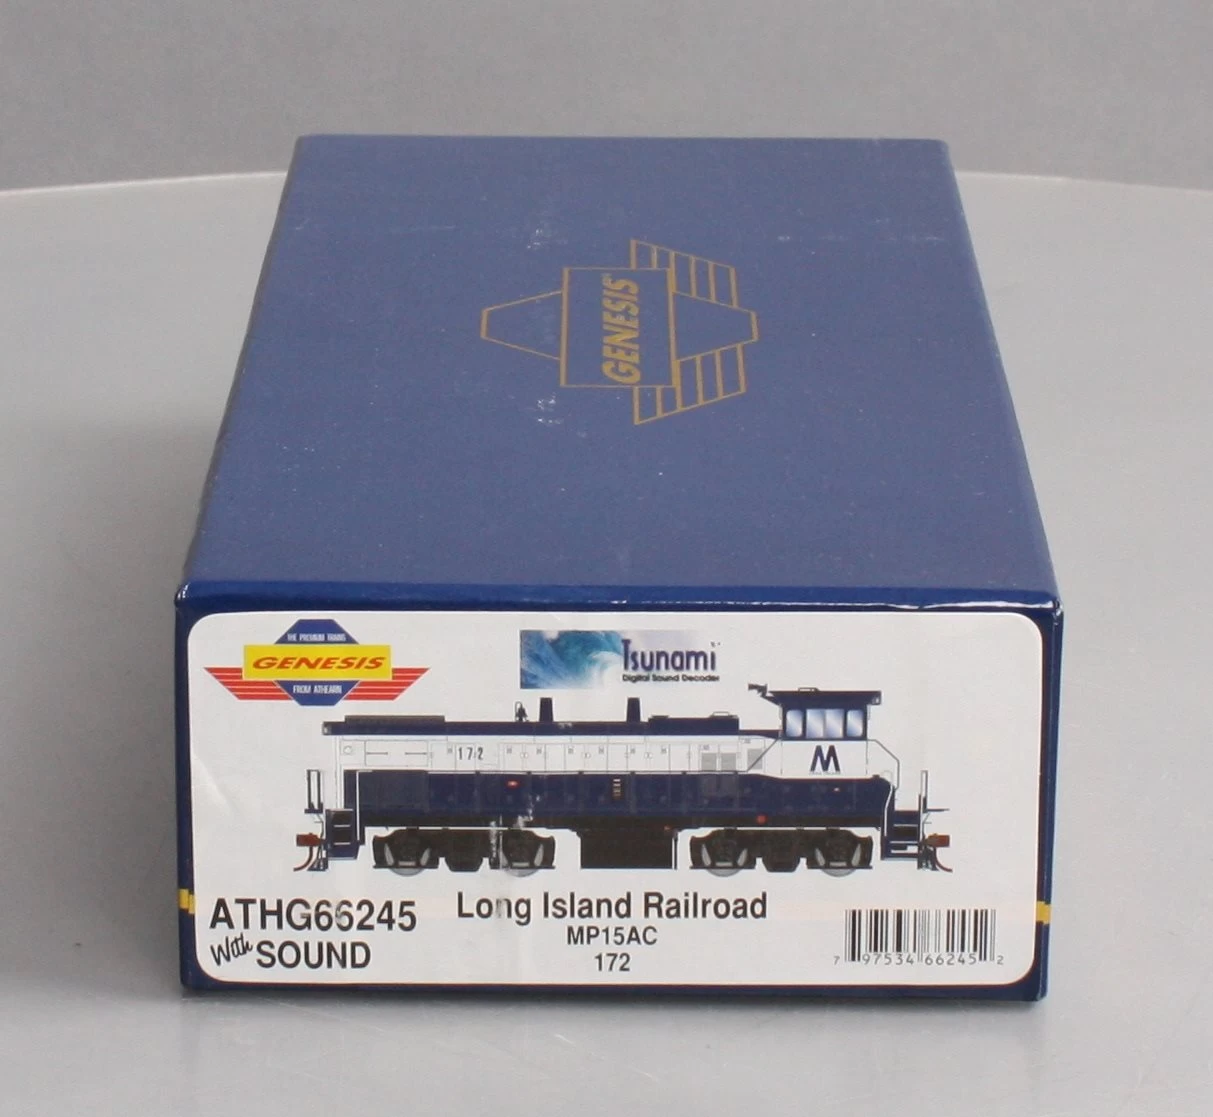 GENESIS
THE PREMIUM TRAINS
GENESIS
FROM ATHEARN
Tsunami
Digital Sound Decoder
172
M
ATHG66245
With SOUND
Long Island Railroad
MP15AC
172
7 97534 66245 2